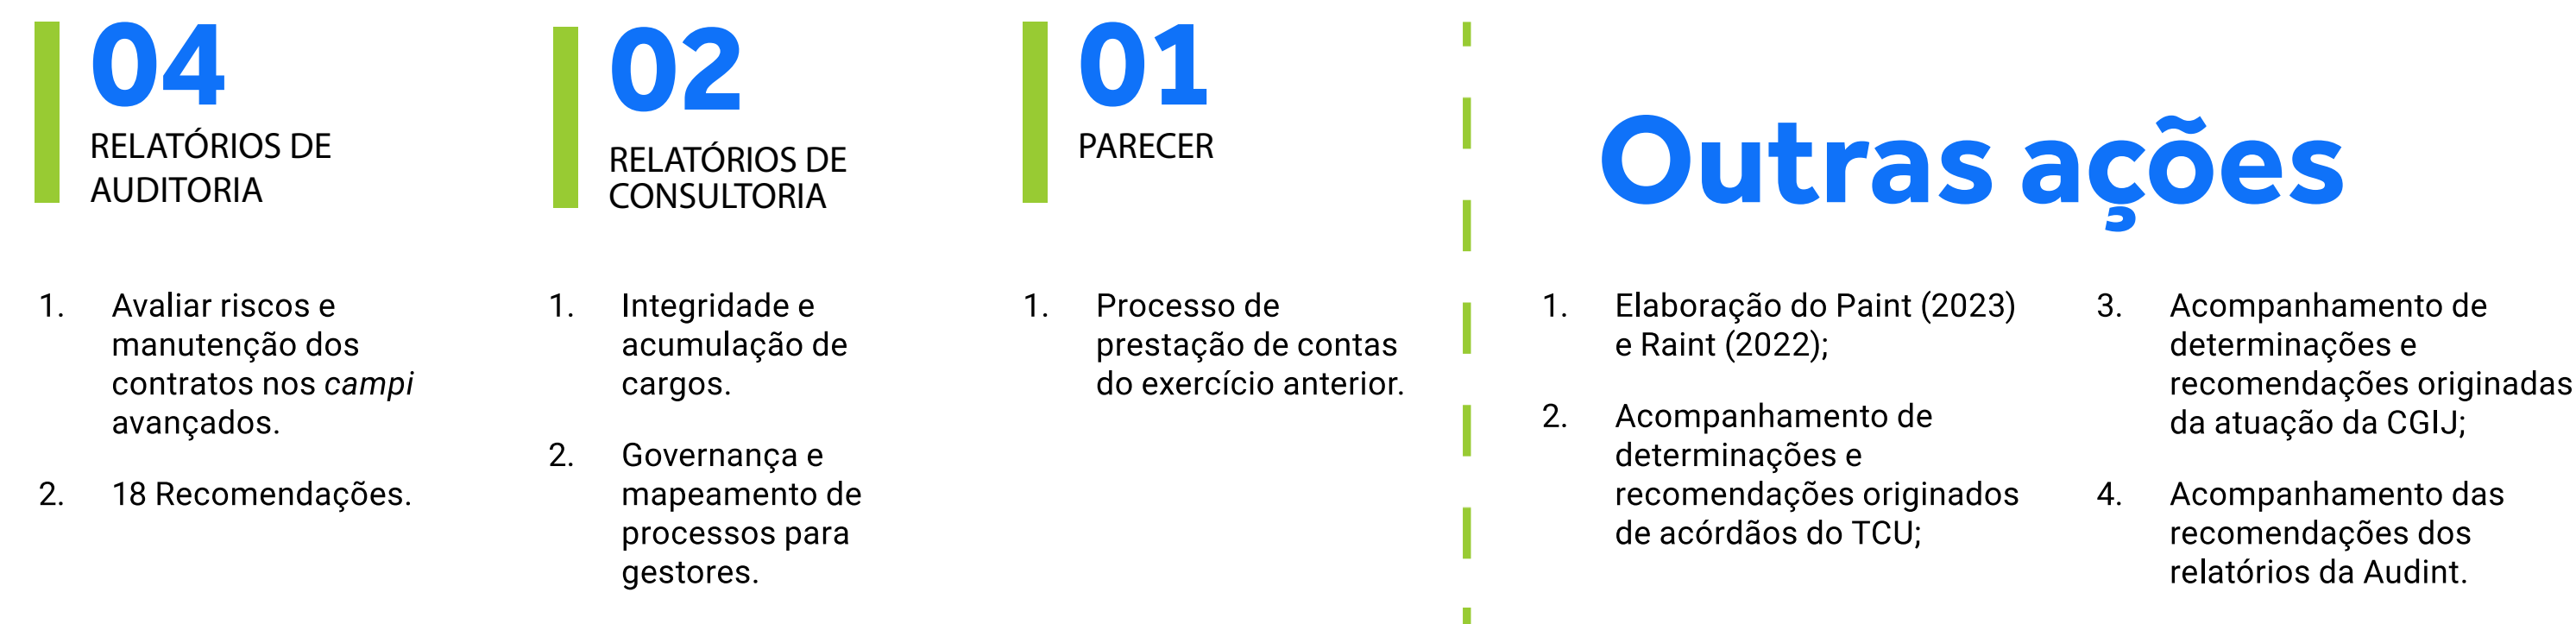 04
RELATÓRIOS DE
AUDITORIA
1. Avaliar riscos e
manutenção dos
contratos nos campi
avançados.
2. 18 Recomendações.
02
RELATÓRIOS DE
CONSULTORIA
1. Integridade e
acumulação de
cargos.
2. Governança e
mapeamento de
processos para
gestores.
01
PARECER
1. Processo de
prestação de contas
do exercício anterior.
Outras ações
1. Elaboração do Paint (2023)
e Raint (2022);
2. Acompanhamento de
determinações e
recomendações originados
de acórdãos do TCU;
3. Acompanhamento de
determinações e
recomendações originadas
da atuação da CGIJ;
4. Acompanhamento das
recomendações dos
relatórios da Audint.